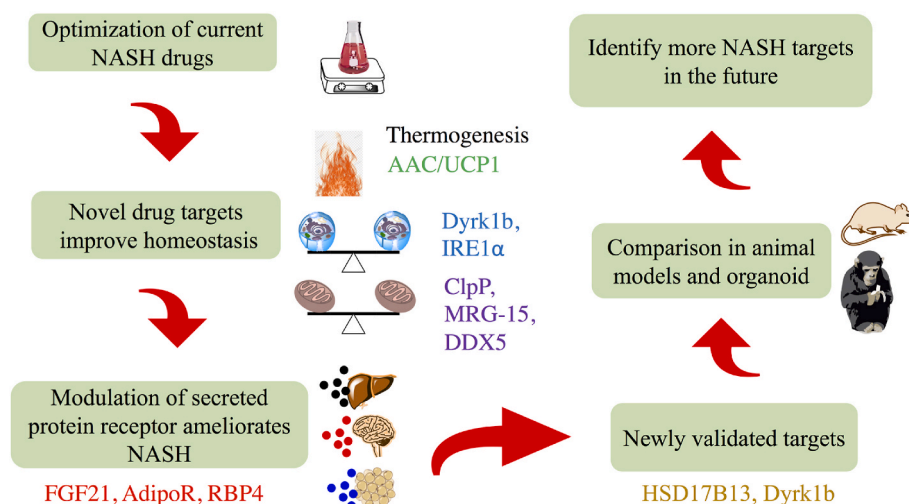 Optimization of current
NASH drugs
Thermogenesis
AAC/UCP1
Novel drug targets
improve homeostasis
Dyrk1b,
IRE1α
ClpP,
MRG-15,
DDX5
Modulation of secreted
protein receptor ameliorates
NASH
FGF21, AdipoR, RBP4
Newly validated targets
HSD17B13, Dyrk1b
Comparison in animal
models and organoid
Identify more NASH targets
in the future